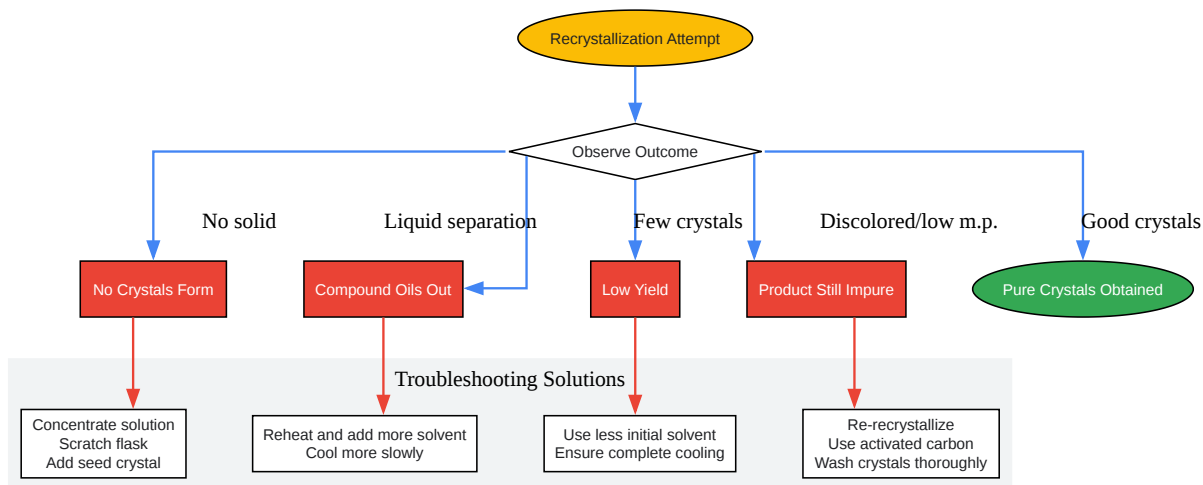 Recrystallization Attempt
Observe Outcome
No solid
Liquid separation
Few crystals
Discolored/low m.p.
Good crystals
No Crystals Form
Compound Oils Out
Low Yield
Product Still Impure
Pure Crystals Obtained
Troubleshooting Solutions
Concentrate solution
Scratch flask
Add seed crystal
Reheat and add more solvent
Cool more slowly
Use less initial solvent
Ensure complete cooling
Re-recrystallize
Use activated carbon
Wash crystals thoroughly